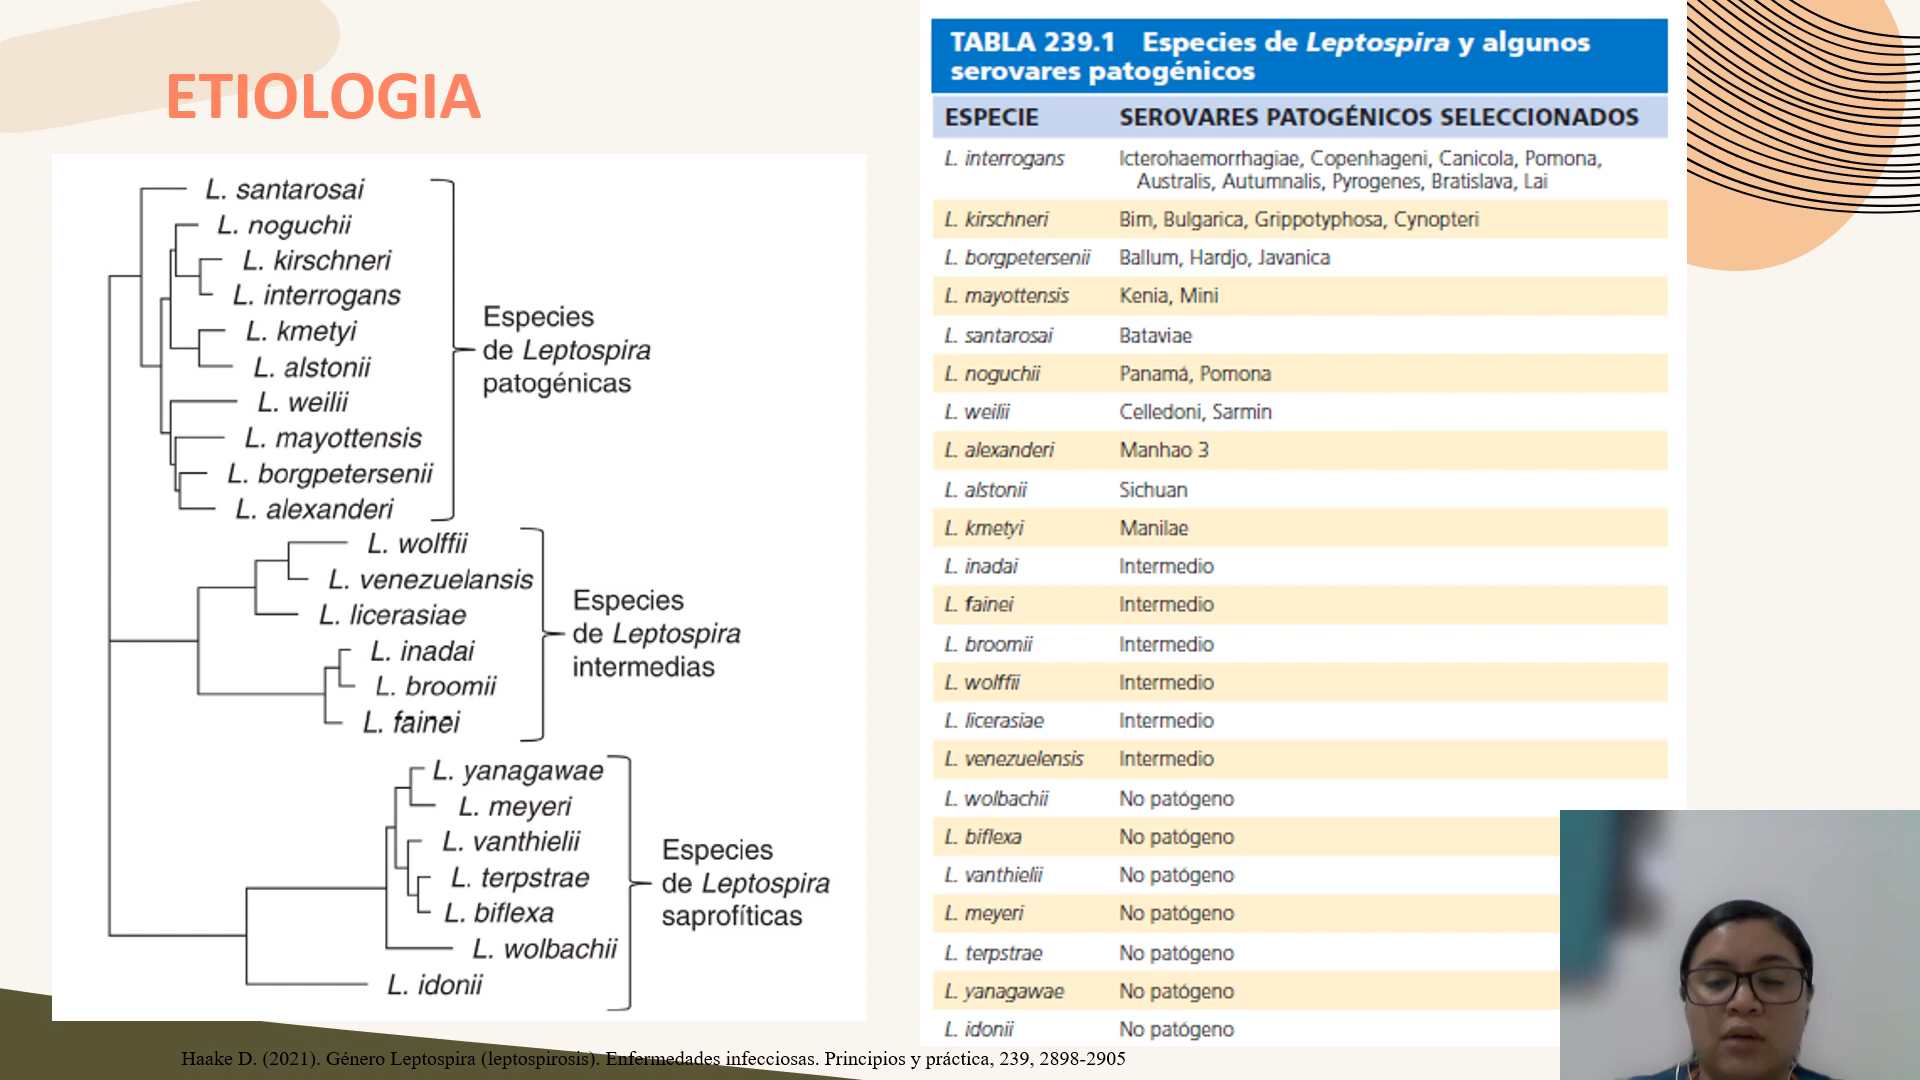 ETIOLOGIA
L. santarosai
L. noguchii
L. kirschneri
L. interrogans
L. kmetyi
L. alstonii
L. weilii
L. mayottensis
L. borgpetersenii
L. alexanderi
Especies
de Leptospira
patogénicas
L. wolffii
L. venezuelansis
L. licerasiae
L. inadai
L. broomii
L. fainei
Especies
de Leptospira
intermedias
L. yanagawae
L. meyeri
L. vanthielii
L. terpstrae
L. biflexa
L. wolbachii
L. idonii
Especies
de Leptospira
saprofíticas
TABLA 239.1 Especies de Leptospira y algunos
serovares patogénicos
ESPECIE SEROVARES PATOGÉNICOS SELECCIONADOS
L. interrogans Icterohaemorrhagiae, Copenhageni, Canicola, Pomona,
Australis, Autumnalis, Pyrogenes, Bratislava, Lai
L. kirschneri Bim, Bulgarica, Grippotyphosa, Cynopteri
L. borgpetersenii Ballum, Hardjo, Javanica
L. mayottensis Kenia, Mini
L. santarosai Bataviae
L. noguchii Panamá, Pomona
L. weilii Celledoni, Sarmin
L. alexanderi Manhao 3
L. alstonii Sichuan
L. kmetyi Manilae
L. inadai Intermedio
L. fainei Intermedio
L. broomii Intermedio
L. wolffii Intermedio
L. licerasiae Intermedio
L. venezuelensis Intermedio
L. wolbachii No patógeno
L. biflexa No patógeno
L. vanthielii No patógeno
L. meyeri No patógeno
L. terpstrae No patógeno
L. yanagawae No patógeno
L. idonii No patógeno
Haake D. (2021). Género Leptospira (leptospirosis). Enfermedades infecciosas. Principios y práctica, 239, 2898-2905